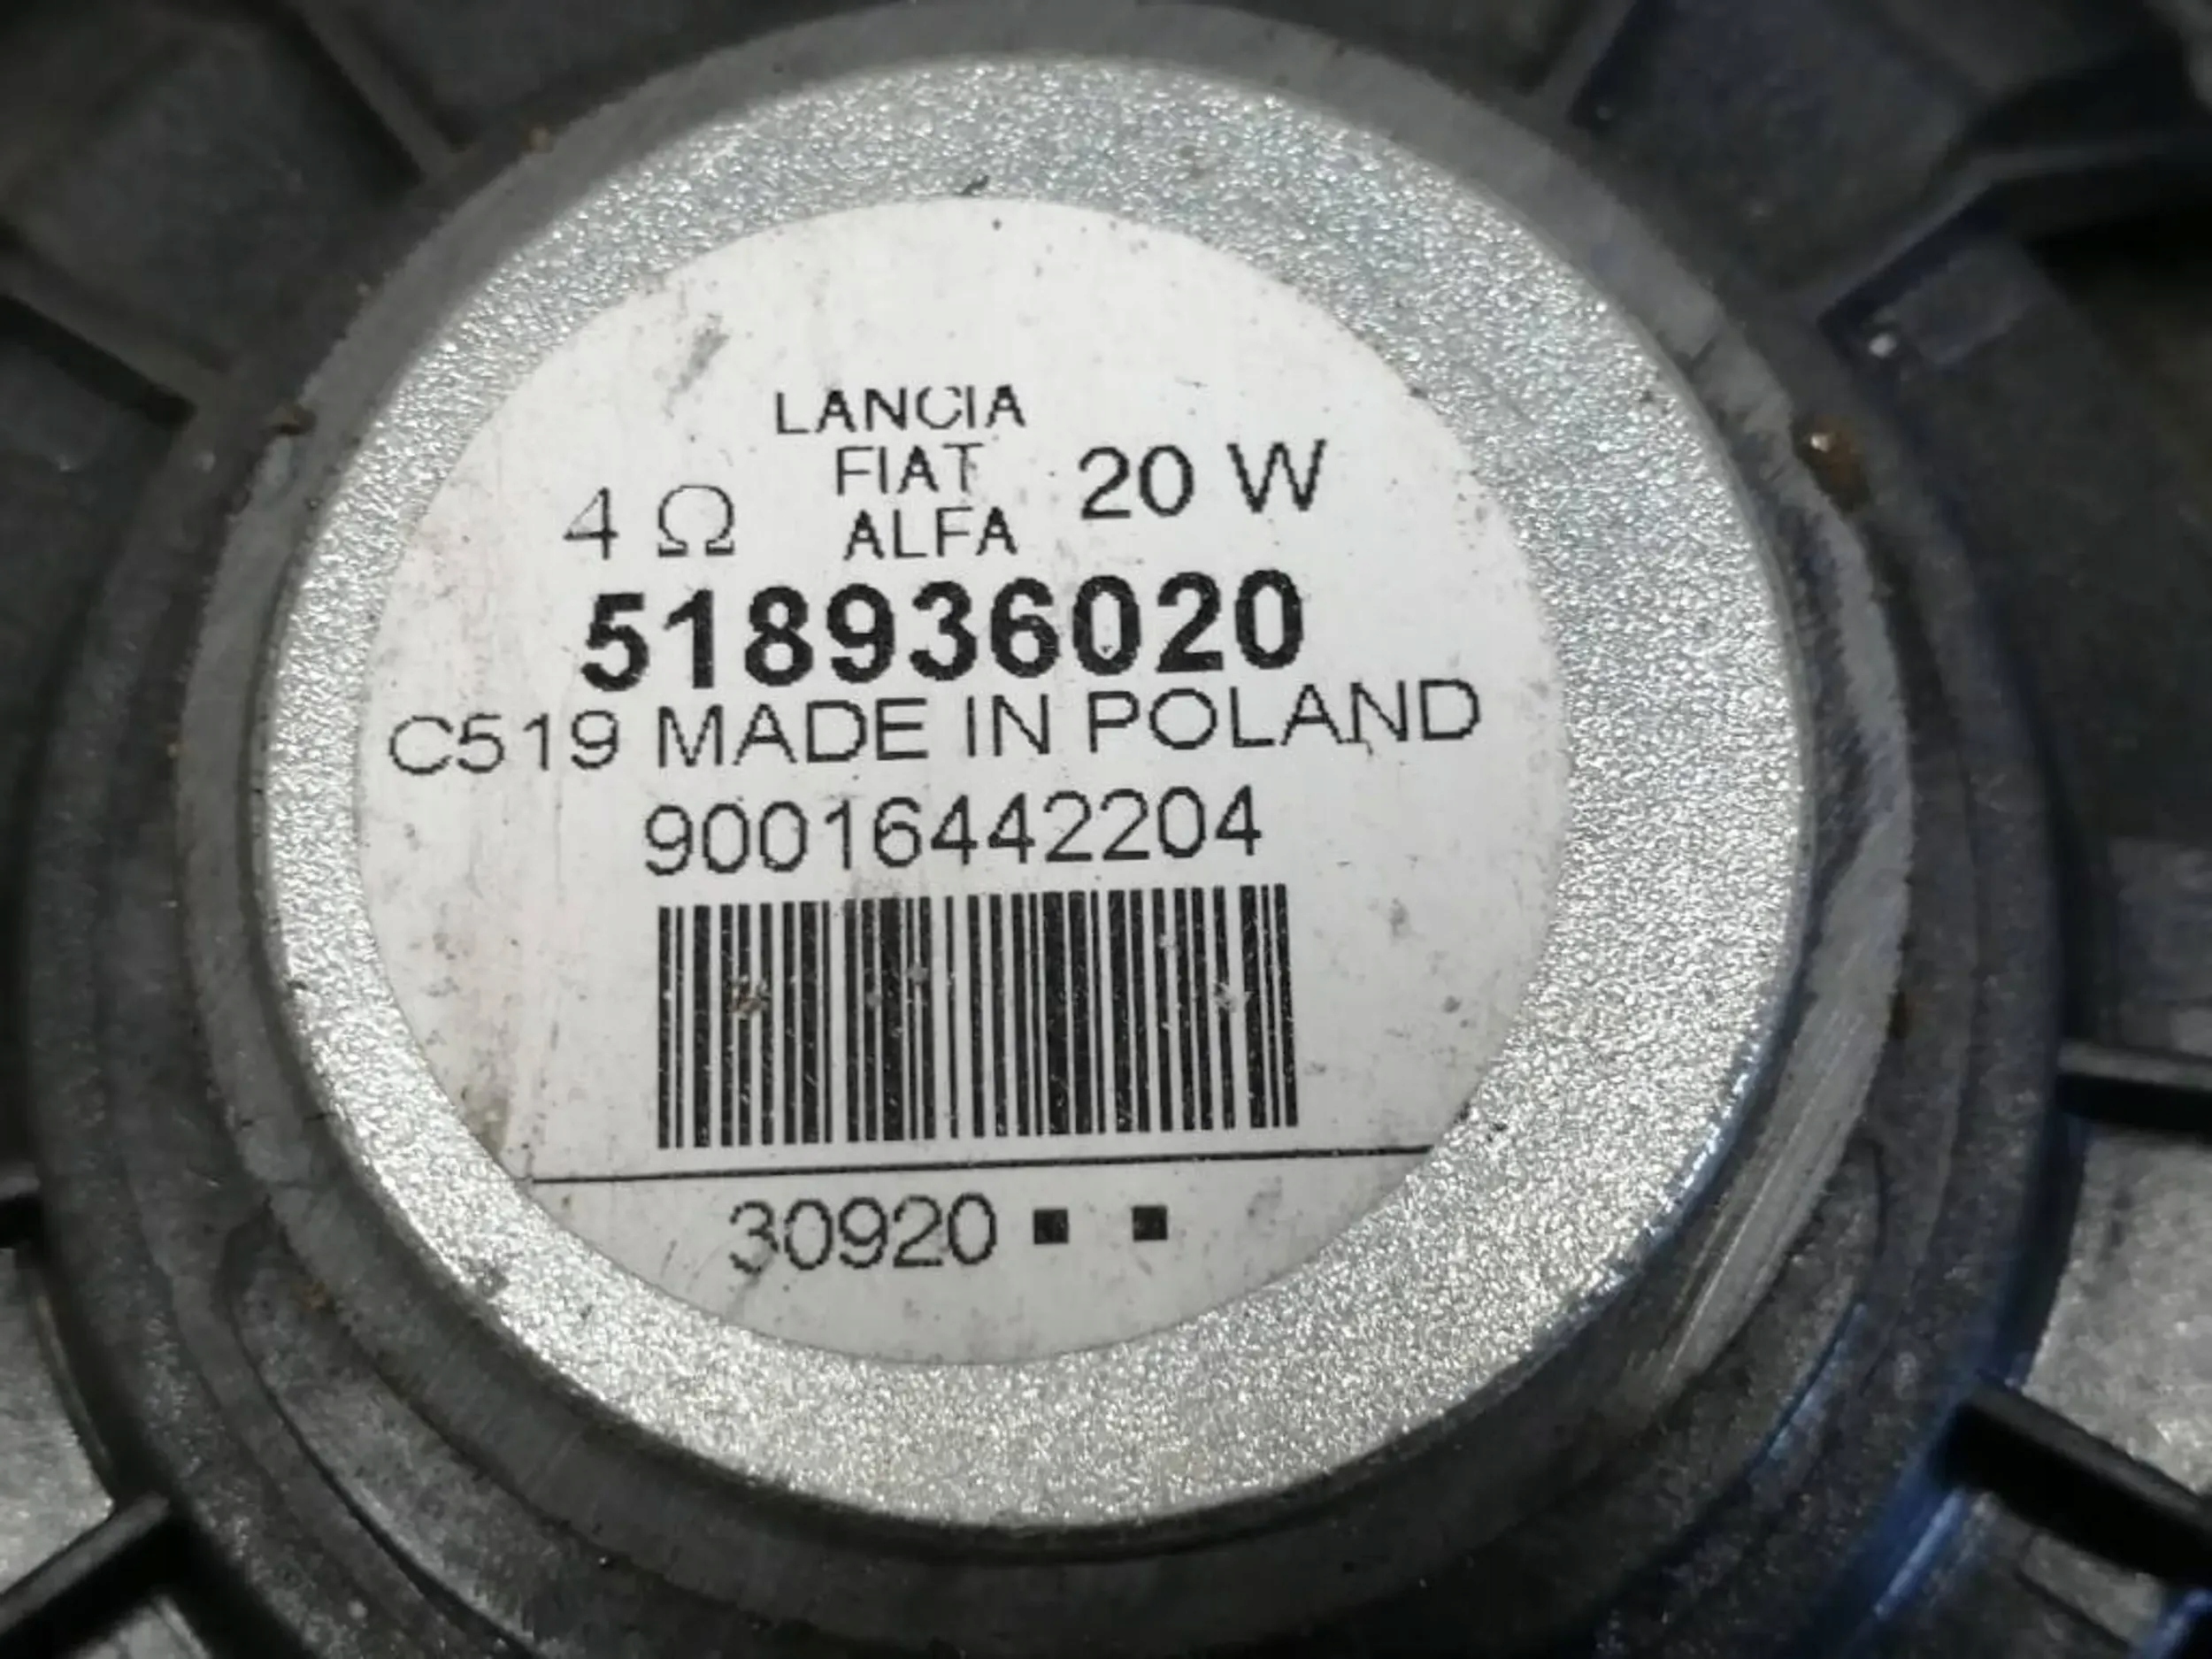 LANCIA
FIAT
4 Ω ALFA 20 W
518936020
C519 MADE IN POLAND
90016442204
30920 ▪ ▪